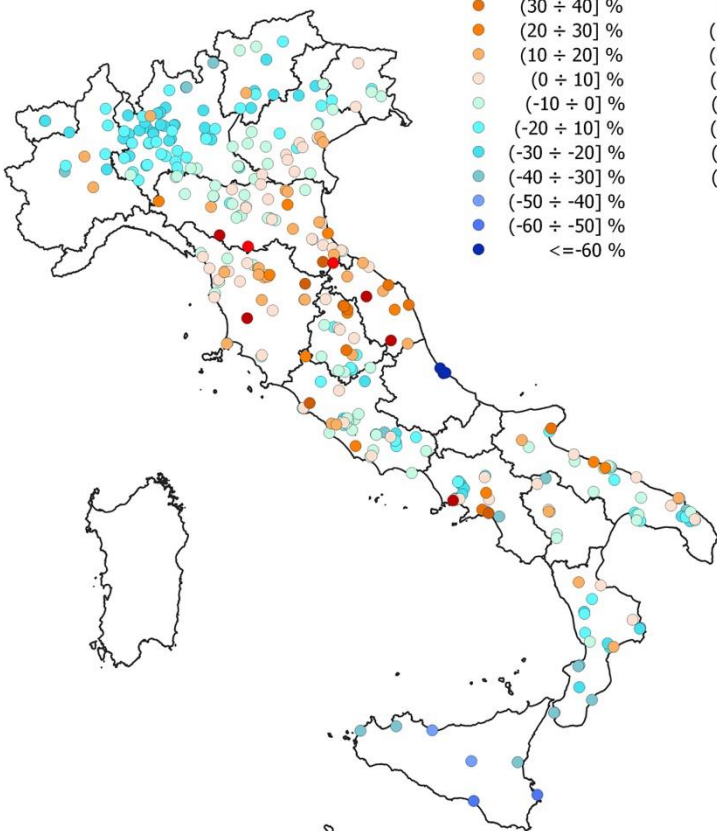 (30 ÷ 40] %
(20 ÷ 30] %
(10 ÷ 20] %
(0 ÷ 10] %
(-10 ÷ 0] %
(-20 ÷ 10] %
(-30 ÷ -20] %
(-40 ÷ -30] %
(-50 ÷ -40] %
(-60 ÷ -50] %
<=-60 %